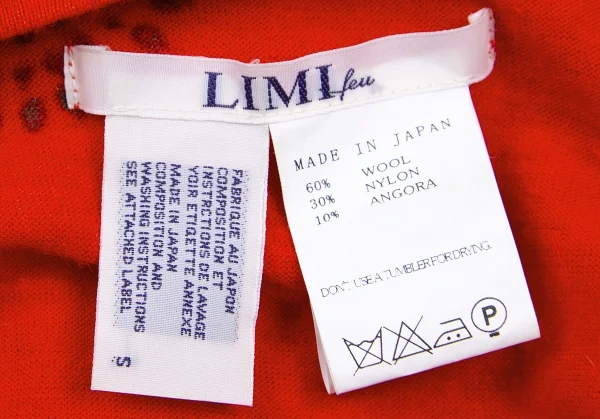 LIMI feu
FABRIQUE AU JAPON
COMPOSITION ET
INSTRCTIONS DE LAVAGE
VOIR ETIQUETTE ANNEXE
MADE IN JAPAN
COMPOSITION AND
WASHING INSTRUCTIONS
SEE ATTACHED LABEL
S
MADE IN JAPAN
60% WOOL
30% NYLON
10% ANGORA
DON'T USE A TUMBLER FOR DRYING.
P